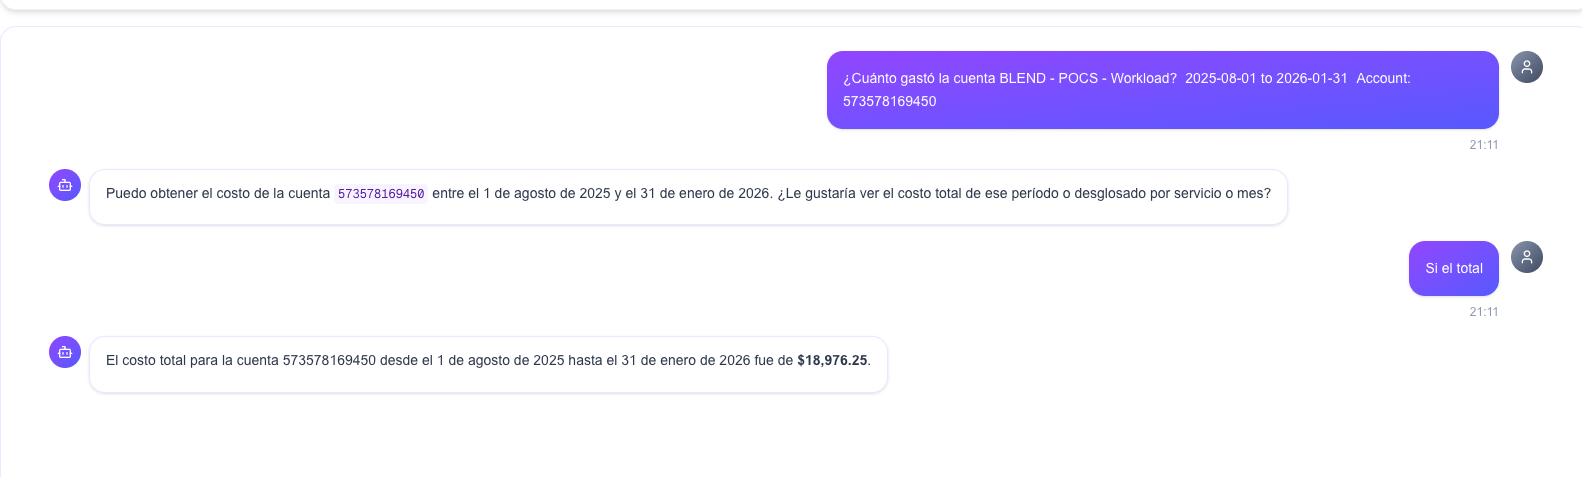 ¿Cuánto gastó la cuenta BLEND - POCS - Workload?  2025-08-01 to 2026-01-31  Account:
573578169450
21:11
Puedo obtener el costo de la cuenta 573578169450 entre el 1 de agosto de 2025 y el 31 de enero de 2026. ¿Le gustaría ver el costo total de ese período o desglosado por servicio o mes?
Si el total
21:11
El costo total para la cuenta 573578169450 desde el 1 de agosto de 2025 hasta el 31 de enero de 2026 fue de $18,976.25.